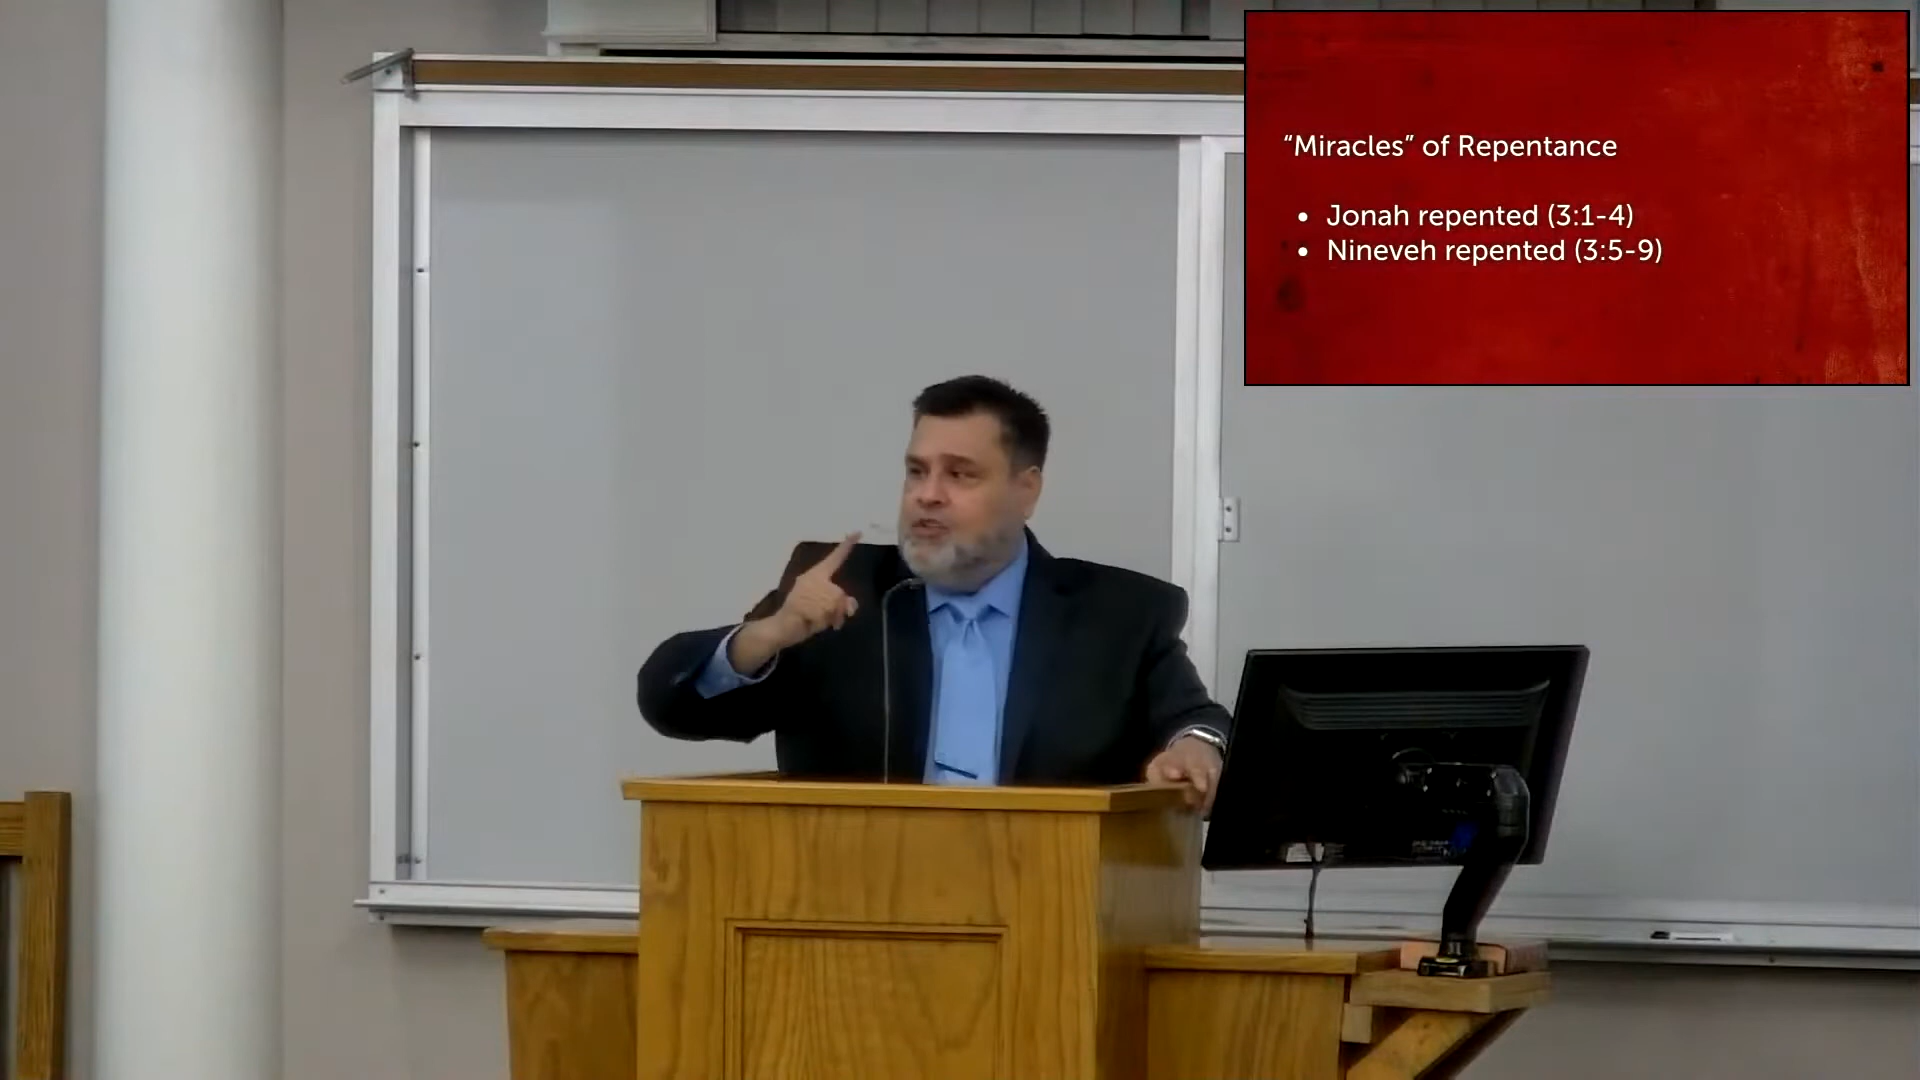 “Miracles” of Repentance
• Jonah repented (3:1-4)
• Nineveh repented (3:5-9)